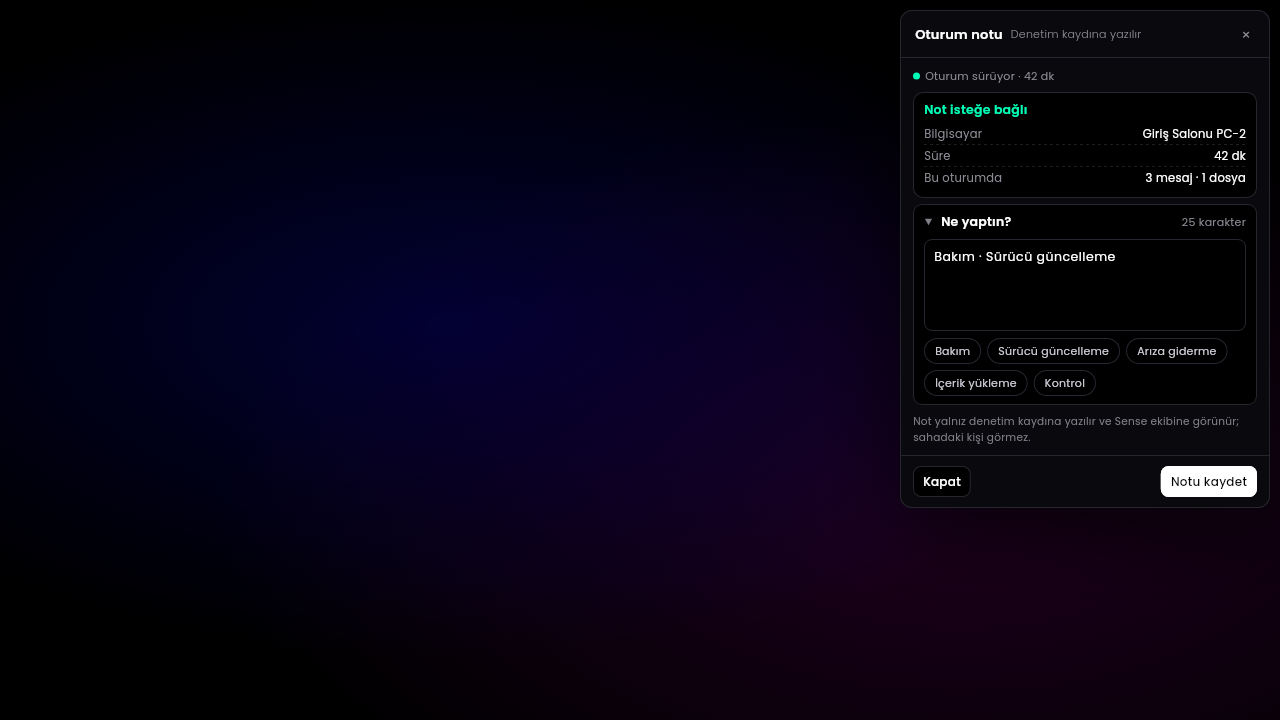 Oturum notu Denetim kaydına yazılır ×
Oturum sürüyor · 42 dk
Not isteğe bağlı
Bilgisayar Giriş Salonu PC-2
Süre 42 dk
Bu oturumda 3 mesaj · 1 dosya
▼ Ne yaptın? 25 karakter
Bakım · Sürücü güncelleme
Bakım Sürücü güncelleme Arıza giderme
İçerik yükleme Kontrol
Not yalnız denetim kaydına yazılır ve Sense ekibine görünür;
sahadaki kişi görmez.
Kapat Notu kaydet